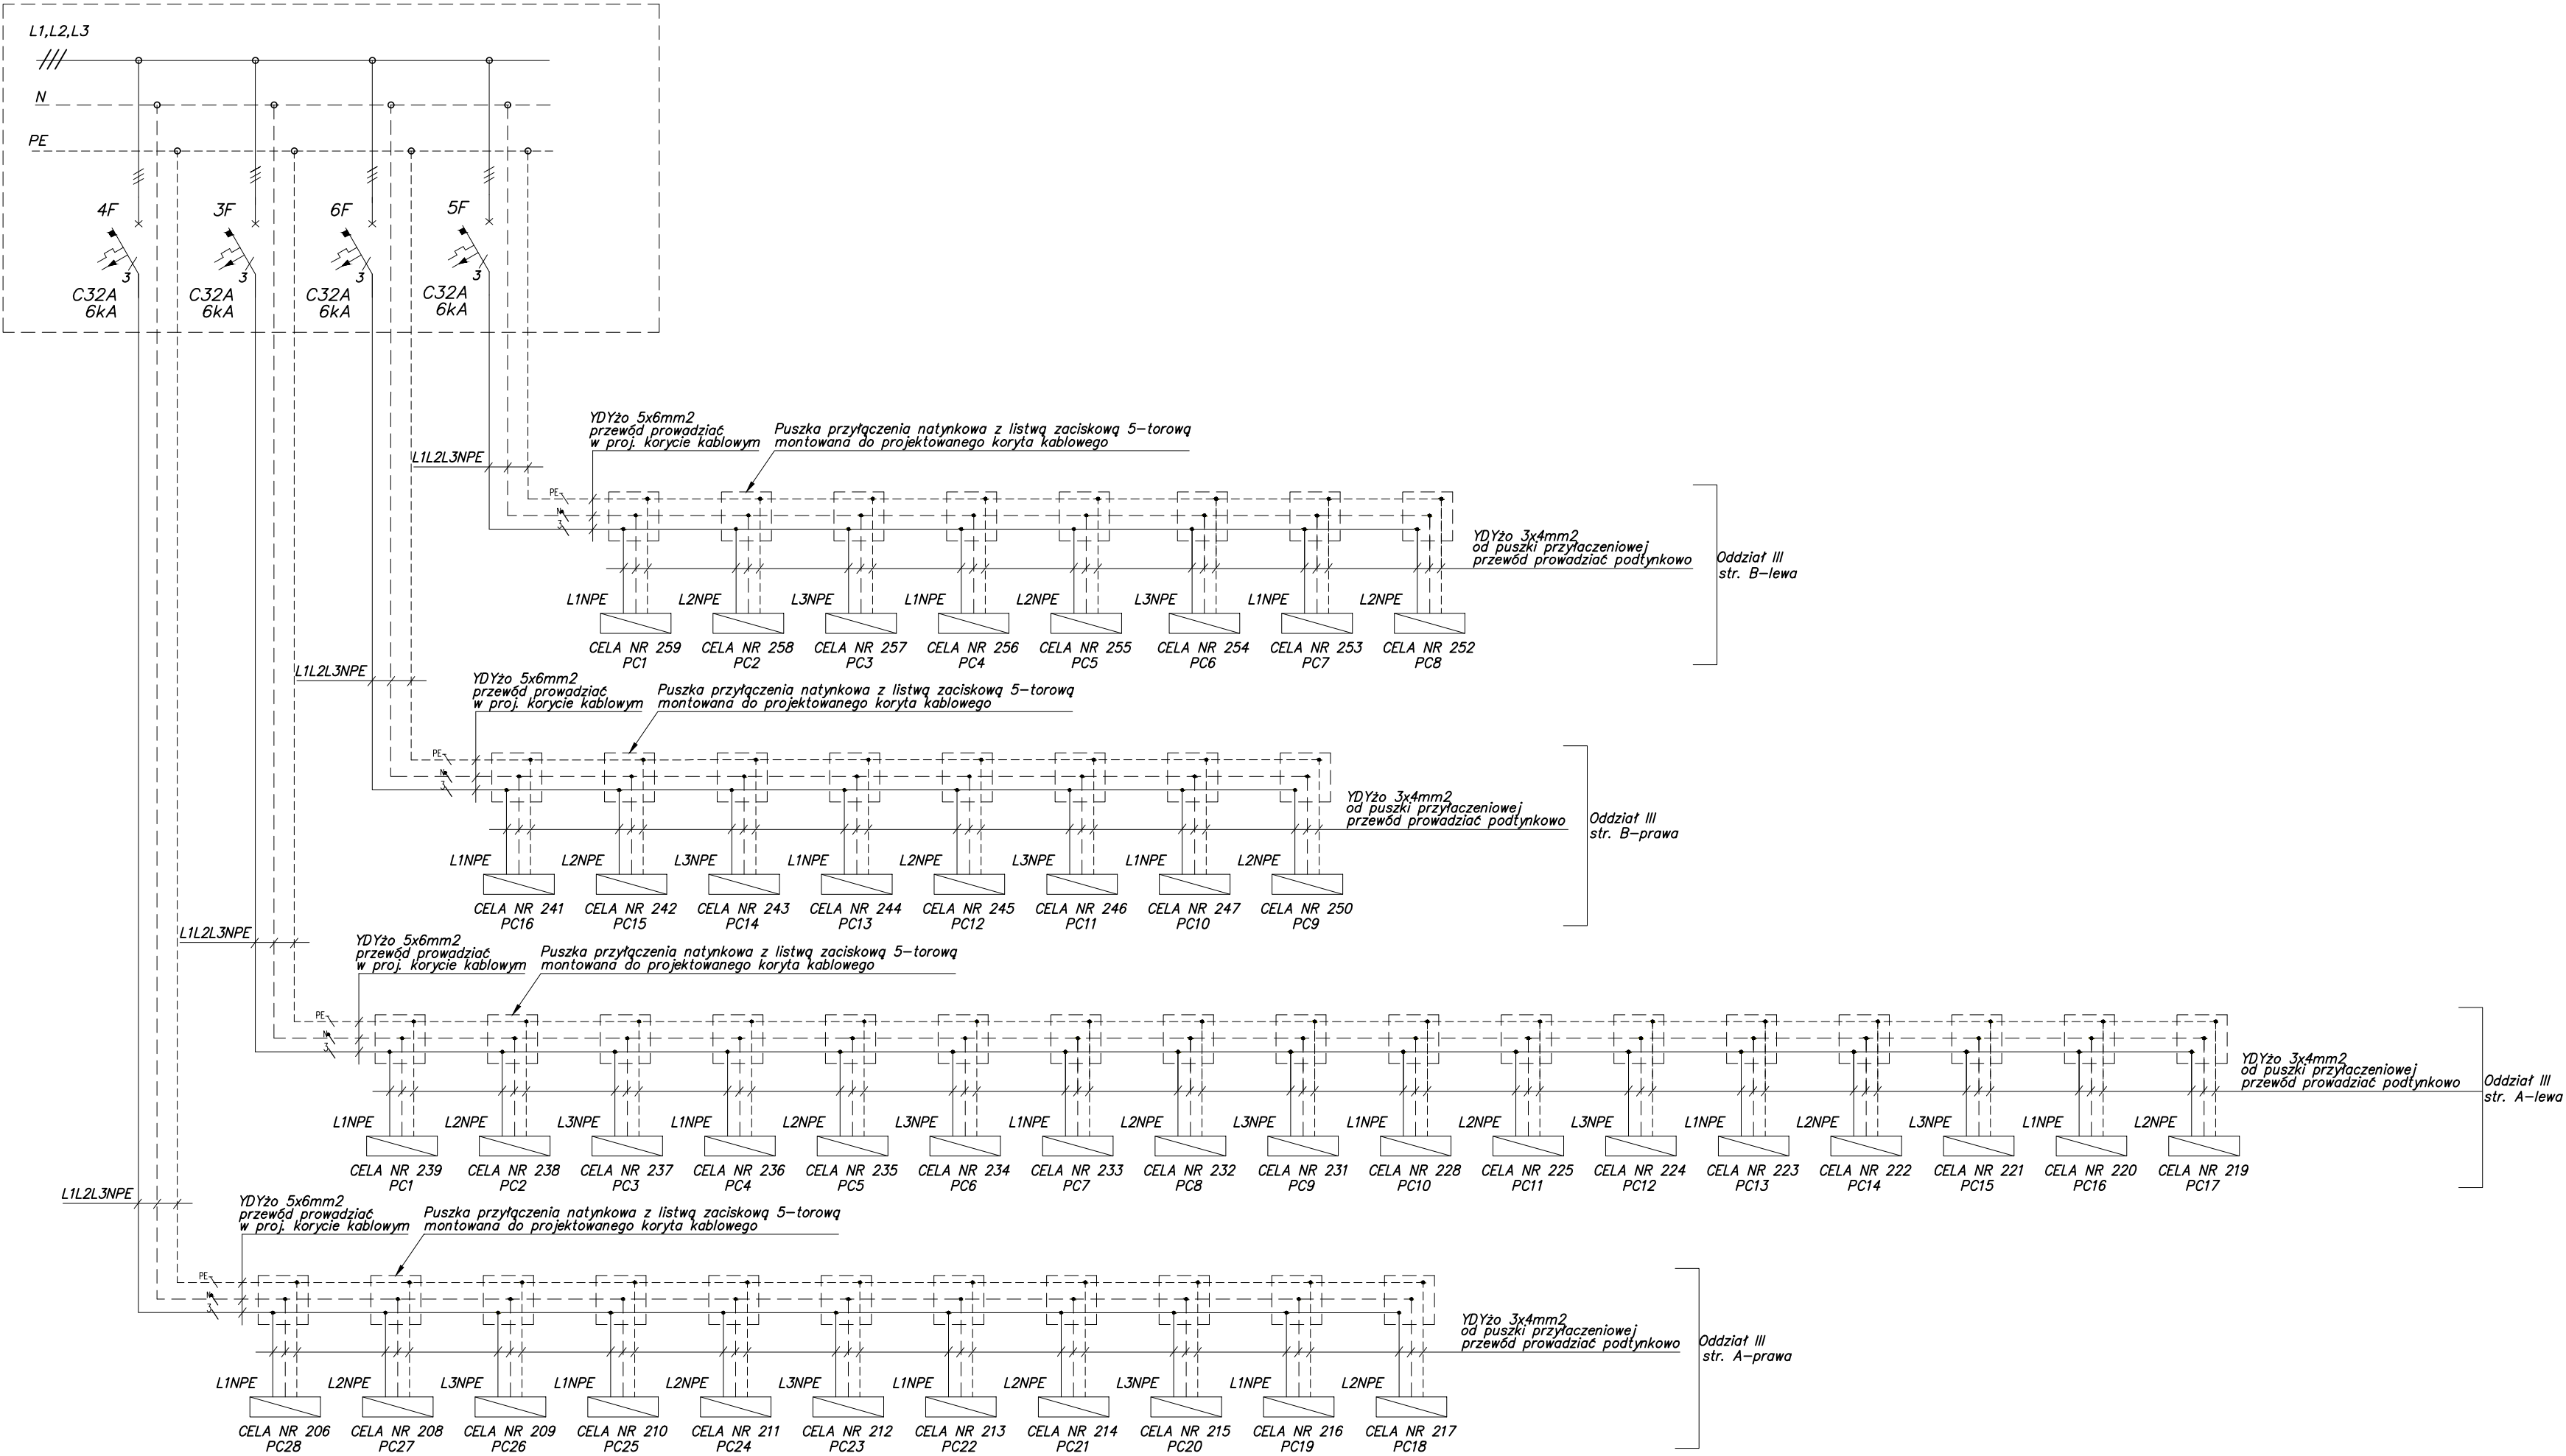 L1,L2,L3
N
PE
4F
3F
6F
5F
3
3
3
3
C32A
6kA
C32A
6kA
C32A
6kA
C32A
6kA
YDYżo 5x6mm2
przewód prowadziać
w proj. korycie kablowym
Puszka przyłączenia natynkowa z listwą zaciskową 5-torową
montowana do projektowanego koryta kablowego
L1L2L3NPE
PE
N
3
YDYżo 3x4mm2
od puszki przyłaczeniowej
przewód prowadziać podtynkowo
Oddział III
str. B-lewa
L1NPE
L2NPE
L3NPE
L1NPE
L2NPE
L3NPE
L1NPE
L2NPE
CELA NR 259
PC1
CELA NR 258
PC2
CELA NR 257
PC3
CELA NR 256
PC4
CELA NR 255
PC5
CELA NR 254
PC6
CELA NR 253
PC7
CELA NR 252
PC8
L1L2L3NPE
YDYżo 5x6mm2
przewód prowadziać
w proj. korycie kablowym
Puszka przyłączenia natynkowa z listwą zaciskową 5-torową
montowana do projektowanego koryta kablowego
PE
N
3
YDYżo 3x4mm2
od puszki przyłaczeniowej
przewód prowadziać podtynkowo
Oddział III
str. B-prawa
L1NPE
L2NPE
L3NPE
L1NPE
L2NPE
L3NPE
L1NPE
L2NPE
CELA NR 241
PC16
CELA NR 242
PC15
CELA NR 243
PC14
CELA NR 244
PC13
CELA NR 245
PC12
CELA NR 246
PC11
CELA NR 247
PC10
CELA NR 250
PC9
L1L2L3NPE
YDYżo 5x6mm2
przewód prowadziać
w proj. korycie kablowym
Puszka przyłączenia natynkowa z listwą zaciskową 5-torową
montowana do projektowanego koryta kablowego
PE
N
3
YDYżo 3x4mm2
od puszki przyłaczeniowej
przewód prowadziać podtynkowo
Oddział III
str. A-lewa
L1NPE
L2NPE
L3NPE
L1NPE
L2NPE
L3NPE
L1NPE
L2NPE
L3NPE
L1NPE
L2NPE
L3NPE
L1NPE
L2NPE
L3NPE
L1NPE
L2NPE
CELA NR 239
PC1
CELA NR 238
PC2
CELA NR 237
PC3
CELA NR 236
PC4
CELA NR 235
PC5
CELA NR 234
PC6
CELA NR 233
PC7
CELA NR 232
PC8
CELA NR 231
PC9
CELA NR 228
PC10
CELA NR 225
PC11
CELA NR 224
PC12
CELA NR 223
PC13
CELA NR 222
PC14
CELA NR 221
PC15
CELA NR 220
PC16
CELA NR 219
PC17
L1L2L3NPE
YDYżo 5x6mm2
przewód prowadziać
w proj. korycie kablowym
Puszka przyłączenia natynkowa z listwą zaciskową 5-torową
montowana do projektowanego koryta kablowego
PE
N
3
YDYżo 3x4mm2
od puszki przyłaczeniowej
przewód prowadziać podtynkowo
Oddział III
str. A-prawa
L1NPE
L2NPE
L3NPE
L1NPE
L2NPE
L3NPE
L1NPE
L2NPE
L3NPE
L1NPE
L2NPE
CELA NR 206
PC28
CELA NR 208
PC27
CELA NR 209
PC26
CELA NR 210
PC25
CELA NR 211
PC24
CELA NR 212
PC23
CELA NR 213
PC22
CELA NR 214
PC21
CELA NR 215
PC20
CELA NR 216
PC19
CELA NR 217
PC18